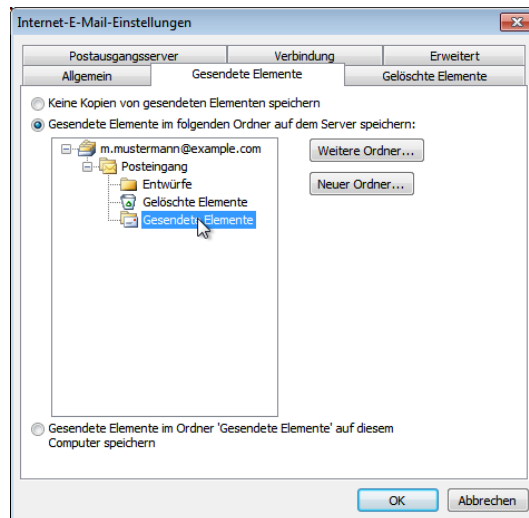 Internet-E-Mail-Einstellungen
Postausgangsserver Verbindung Erweitert
Allgemein Gesendete Elemente Gelöschte Elemente
Keine Kopien von gesendeten Elementen speichern
Gesendete Elemente im folgenden Ordner auf dem Server speichern:
m.mustermann@example.com
Weitere Ordner...
Posteingang
Entwürfe
Neuer Ordner...
Gelöschte Elemente
Gesendete Elemente
Gesendete Elemente im Ordner 'Gesendete Elemente' auf diesem
Computer speichern
OK Abbrechen